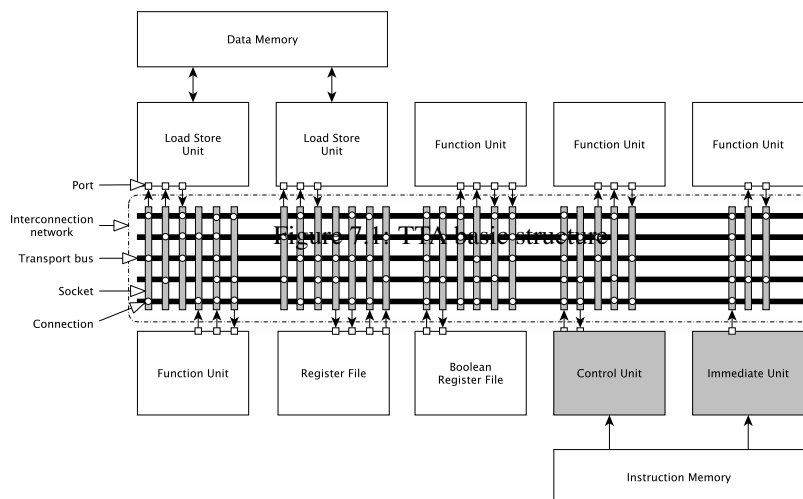 Data Memory
Load Store
Unit
Load Store
Unit
Function Unit
Function Unit
Function Unit
Port
Interconnection
network
Figure 7.1: TTA basic structure
Transport bus
Socket
Connection
Function Unit
Register File
Boolean
Register File
Control Unit
Immediate Unit
Instruction Memory